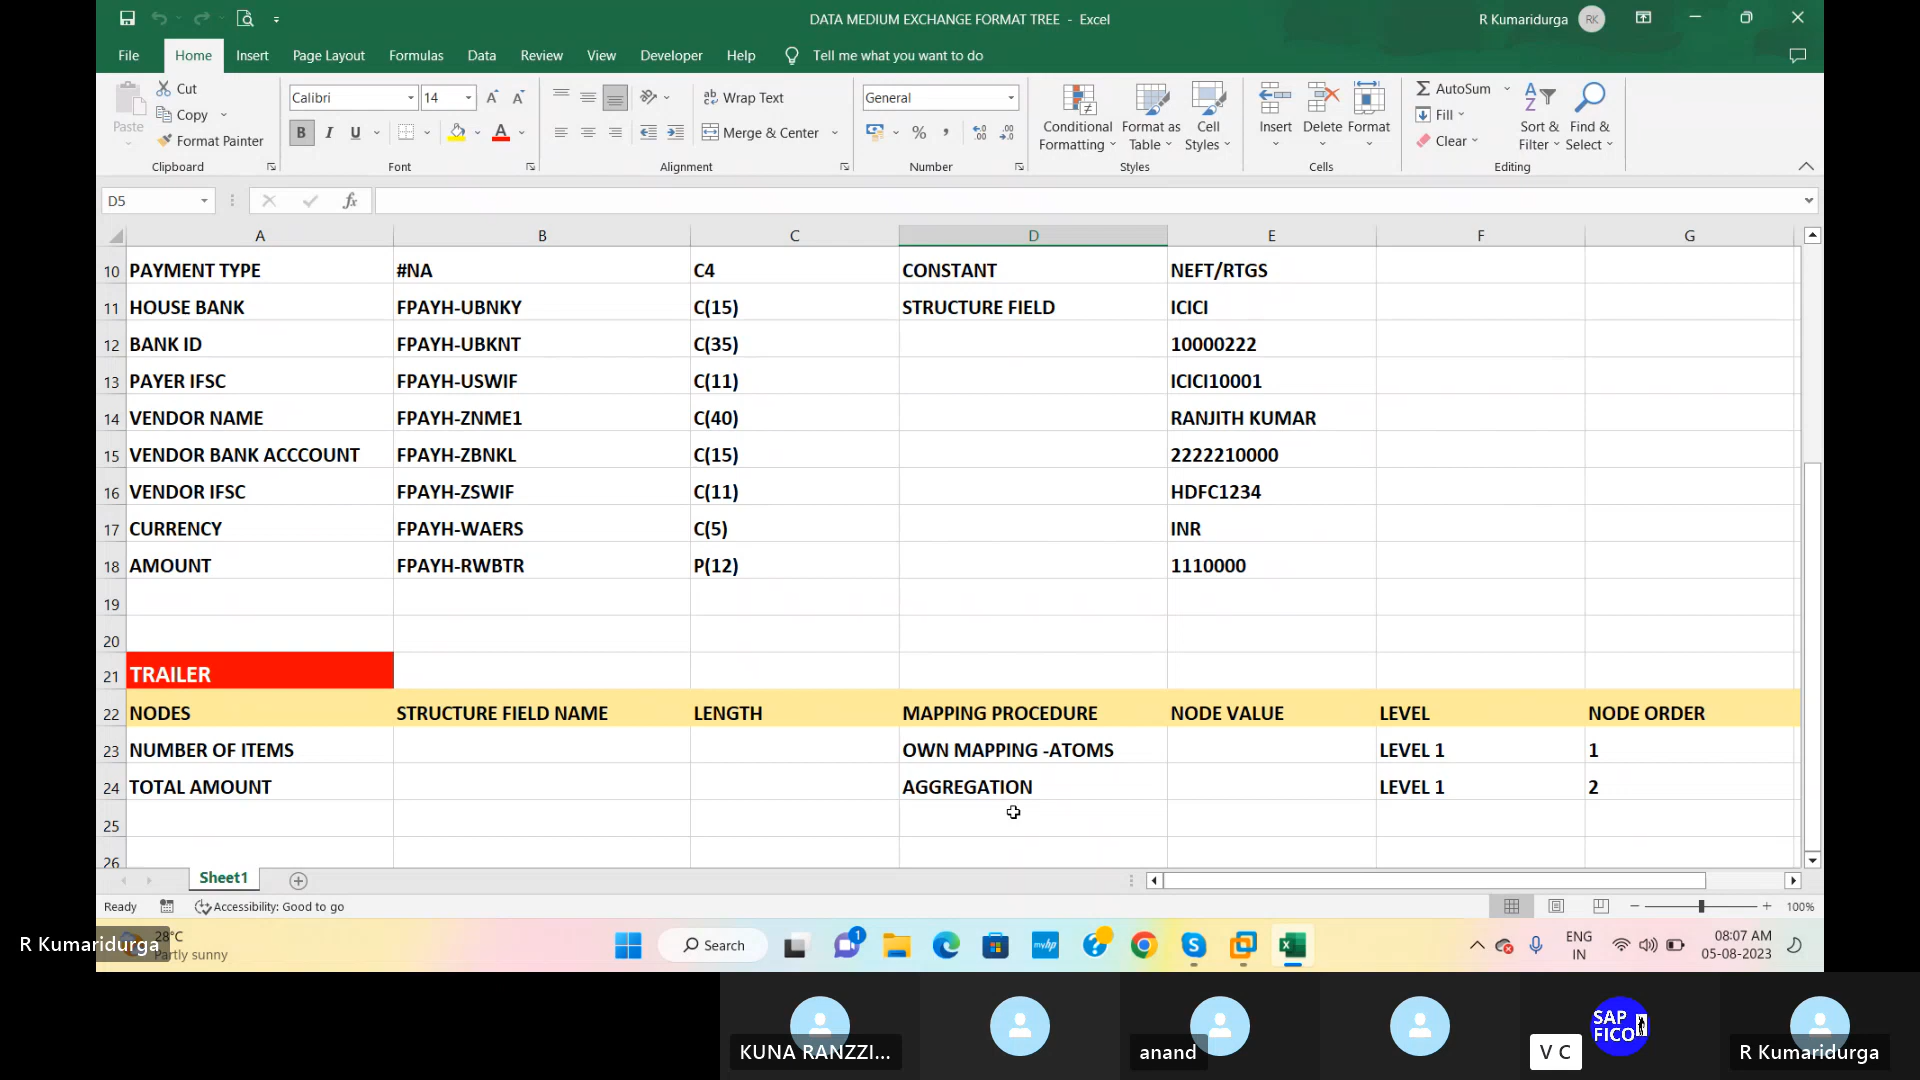 DATA MEDIUM EXCHANGE FORMAT TREE - Excel
R Kumaridurga RK
File Home Insert Page Layout Formulas Data Review View Developer Help Tell me what you want to do
Paste
Cut
Copy
Format Painter
Clipboard
Calibri 14
B I U
Font
Wrap Text
Merge & Center
Alignment
General
Number
Conditional Formatting
Format as Table
Cell Styles
Styles
Insert Delete Format
Cells
AutoSum
Fill
Clear
Sort & Filter
Find & Select
Editing
D5 fx
A B C D E F G
10 PAYMENT TYPE #NA C4 CONSTANT NEFT/RTGS
11 HOUSE BANK FPAYH-UBNKY C(15) STRUCTURE FIELD ICICI
12 BANK ID FPAYH-UBKNT C(35) 10000222
13 PAYER IFSC FPAYH-USWIF C(11) ICICI10001
14 VENDOR NAME FPAYH-ZNME1 C(40) RANJITH KUMAR
15 VENDOR BANK ACCCOUNT FPAYH-ZBNKL C(15) 2222210000
16 VENDOR IFSC FPAYH-ZSWIF C(11) HDFC1234
17 CURRENCY FPAYH-WAERS C(5) INR
18 AMOUNT FPAYH-RWBTR P(12) 1110000
19
20
21 TRAILER
22 NODES STRUCTURE FIELD NAME LENGTH MAPPING PROCEDURE NODE VALUE LEVEL NODE ORDER
23 NUMBER OF ITEMS OWN MAPPING -ATOMS LEVEL 1 1
24 TOTAL AMOUNT AGGREGATION LEVEL 1 2
25
26
Sheet1
Ready Accessibility: Good to go 100%
28°C
Partly sunny
R Kumaridurga
Search
1
myhp
ENG
IN
08:07 AM
05-08-2023
KUNA RANZZI...
anand
SAP
FICO
V C
R Kumaridurga